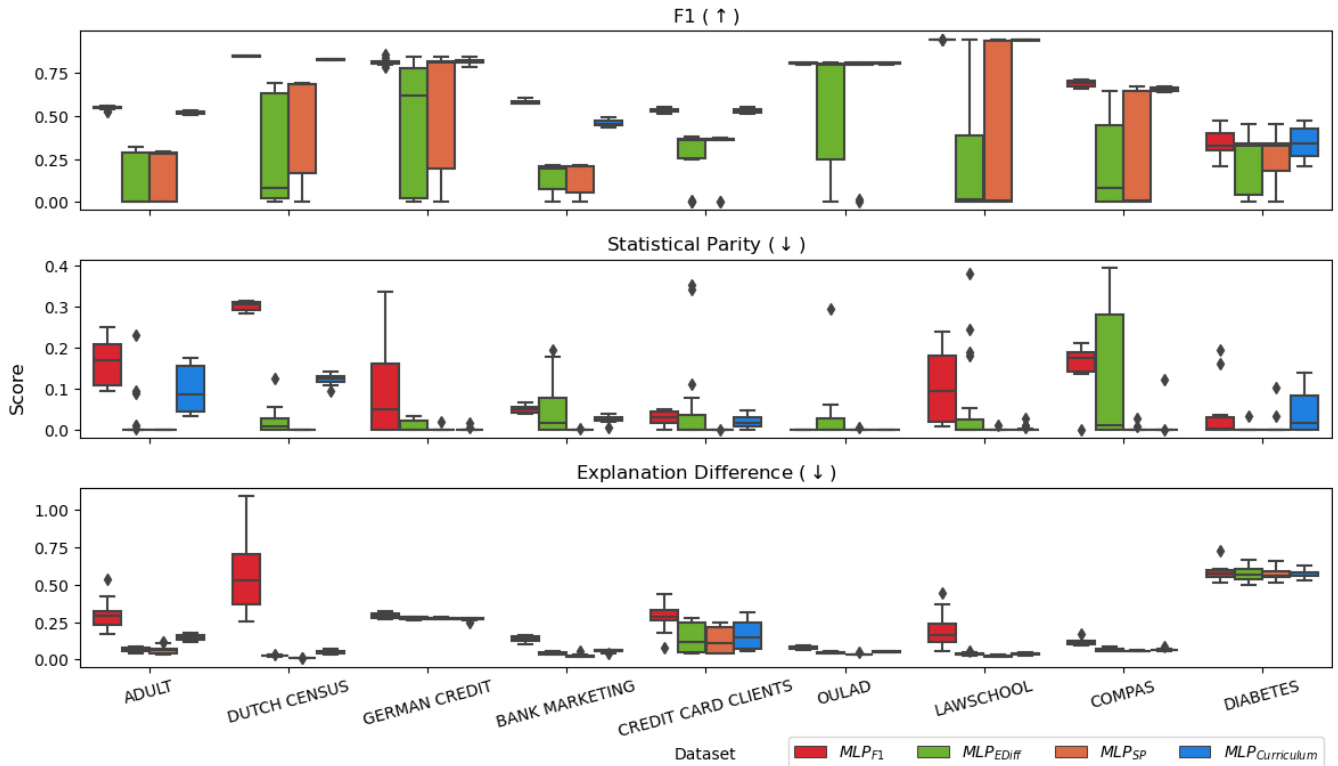 F1 (↑)
0.75
0.50
0.25
0.00
Statistical Parity (↓)
0.4
0.3
0.2
0.1
0.0
Score
Explanation Difference (↓)
1.00
0.75
0.50
0.25
0.00
ADULT
DUTCH CENSUS
GERMAN CREDIT
BANK MARKETING
CREDIT CARD CLIENTS
OULAD
LAWSCHOOL
COMPAS
DIABETES
Dataset
MLP_F1 MLP_EDiff MLP_SP MLP_Curriculum